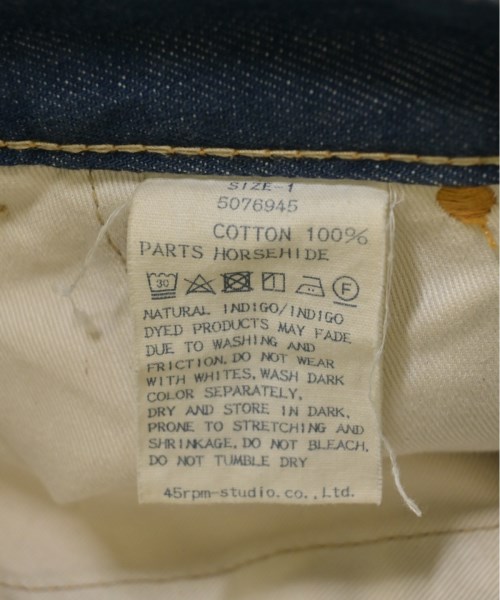 SIZE-1
5076945
COTTON 100%
PARTS HORSEHIDE
30 F
NATURAL INDIGO/INDIGO
DYED PRODUCTS MAY FADE
DUE TO WASHING AND
FRICTION. DO NOT WEAR
WITH WHITES. WASH DARK
COLOR SEPARATELY.
DRY AND STORE IN DARK.
PRONE TO STRETCHING AND
SHRINKAGE. DO NOT BLEACH.
DO NOT TUMBLE DRY
45rpm-studio.co.,Ltd.